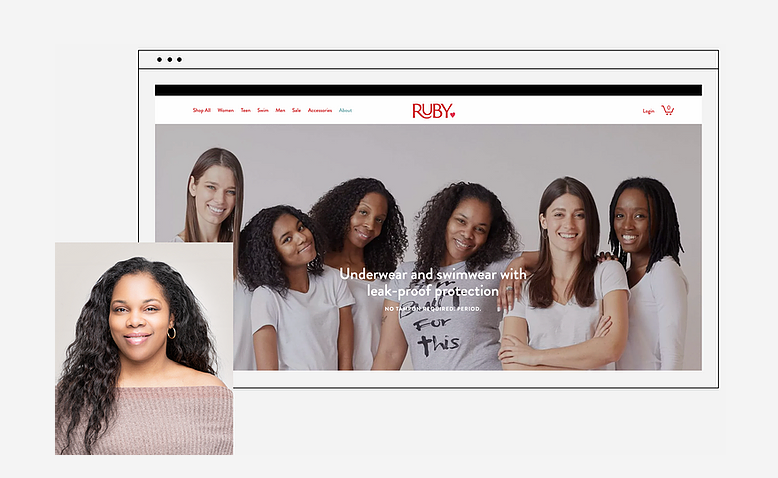 Shop All Women Teen Swim Men Sale Accessories About
RUBY
Login
0
Underwear and swimwear with
leak-proof protection
NO TAMPON REQUIRED. PERIOD.
For
this